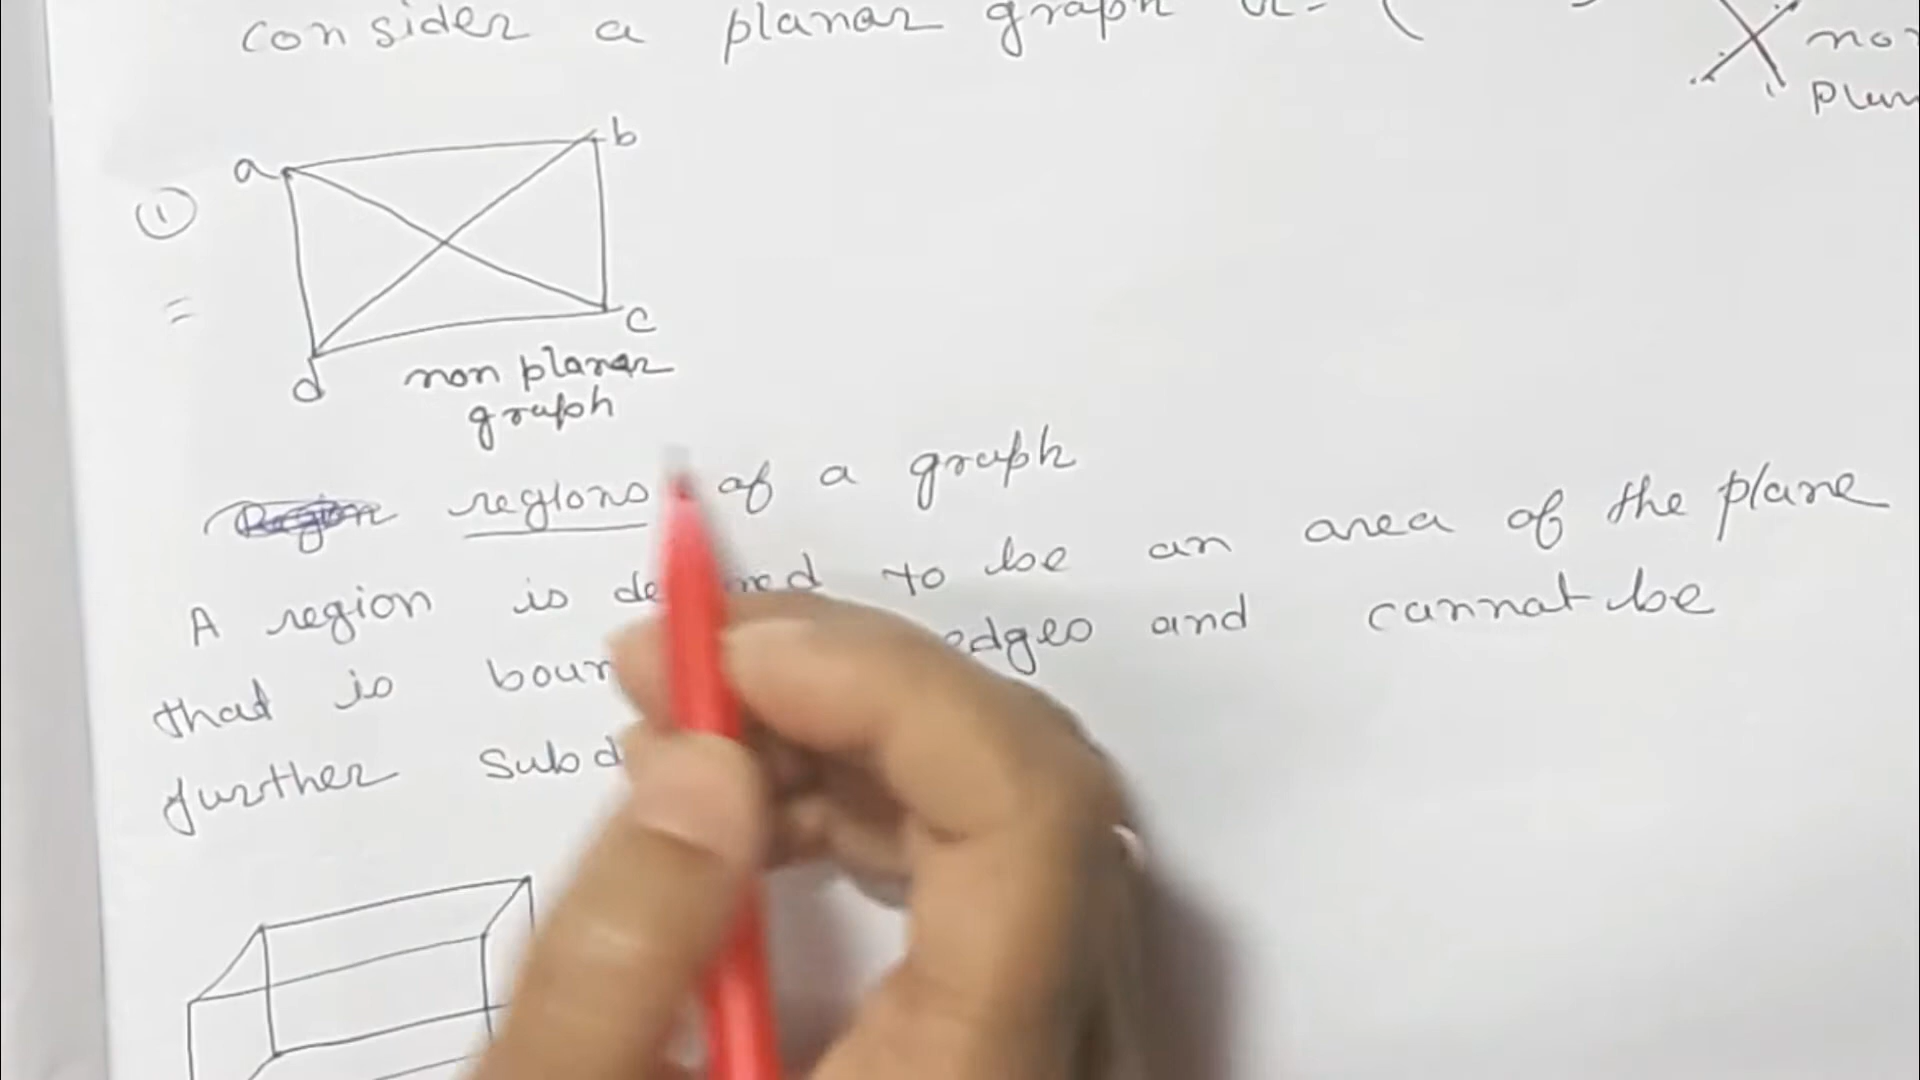 consider a planar graph
non
①
a
b
c
d
non planar
graph
regions of a graph
A region is to be an area of the plane
that is edges and cannot be
further